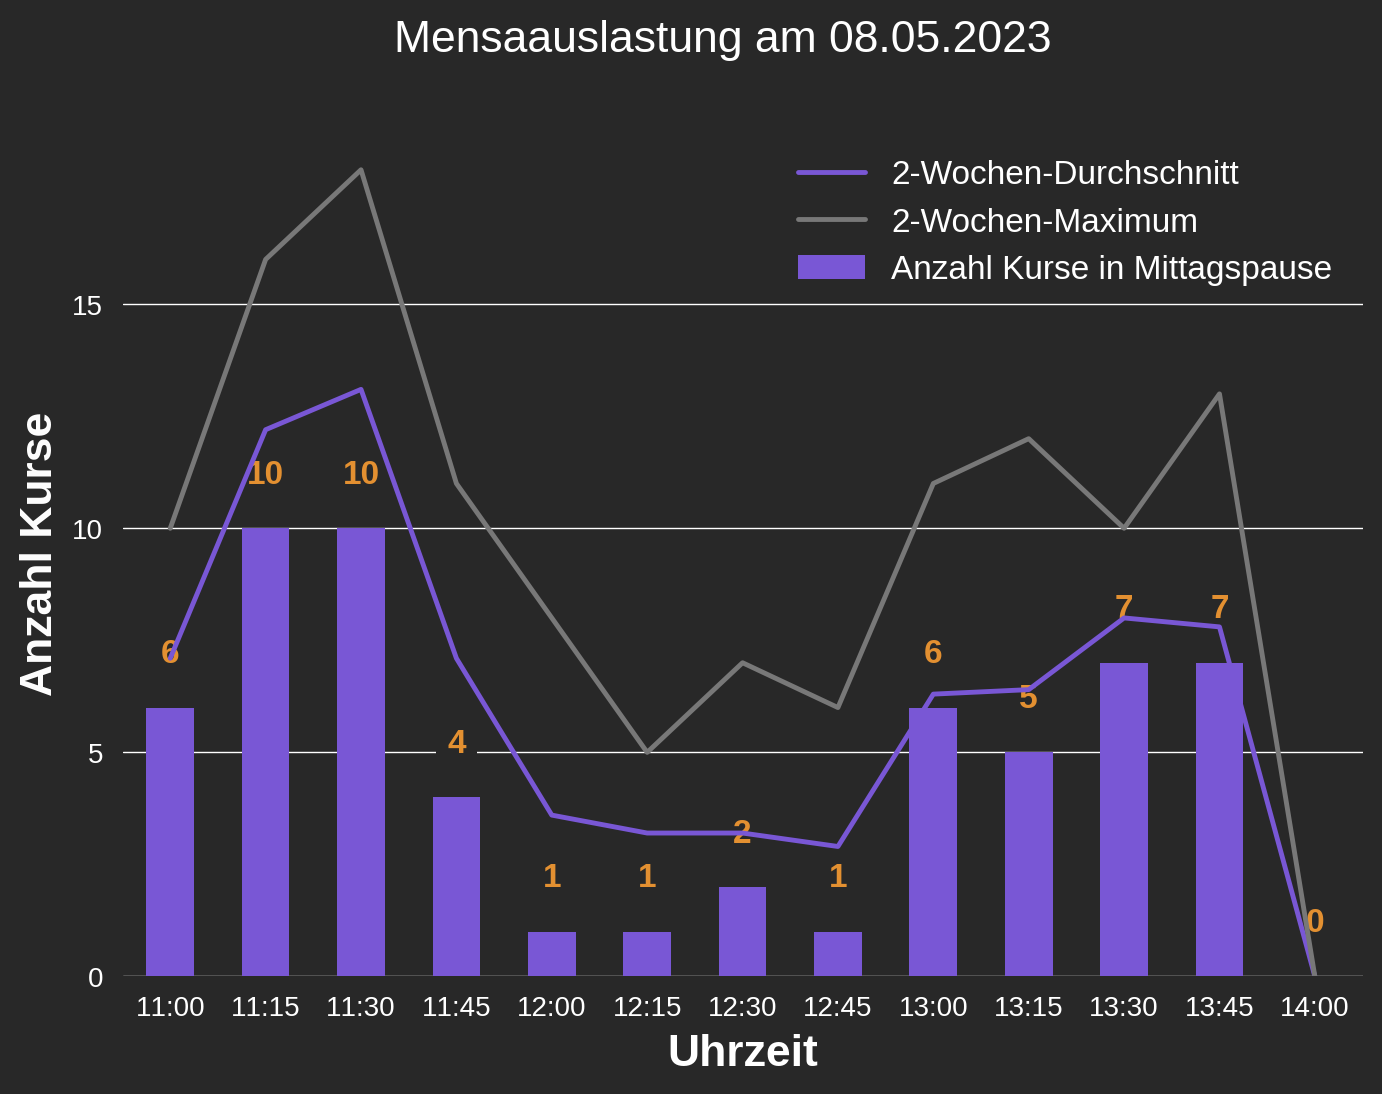 Mensaauslastung am 08.05.2023
2-Wochen-Durchschnitt
2-Wochen-Maximum
Anzahl Kurse in Mittagspause
Anzahl Kurse
15
10
5
0
6
10
10
4
1
1
2
1
6
5
7
7
0
11:00 11:15 11:30 11:45 12:00 12:15 12:30 12:45 13:00 13:15 13:30 13:45 14:00
Uhrzeit